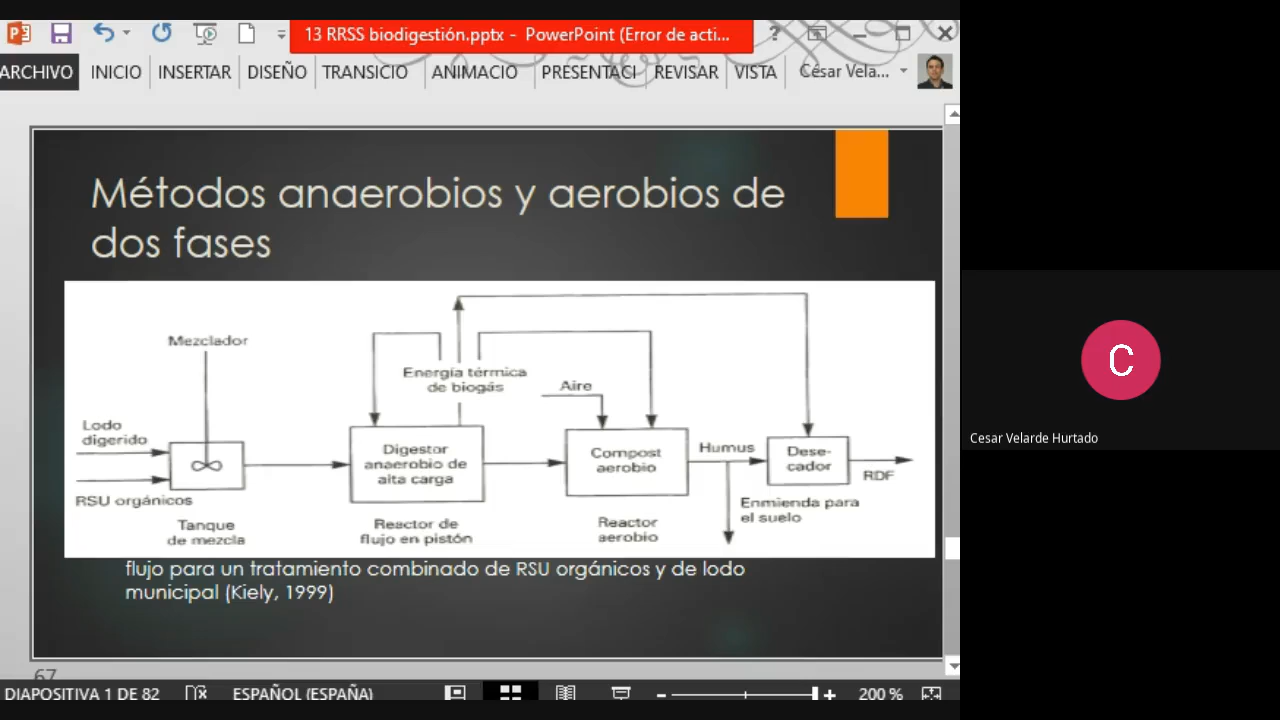 13 RRSS biodigestión.pptx - PowerPoint (Error de acti...
?
ARCHIVO INICIO INSERTAR DISEÑO TRANSICIO ANIMACIO PRESENTACI REVISAR VISTA César Vela...
Métodos anaerobios y aerobios de
dos fases
Mezclador
Energía térmica
de biogás
Aire
Lodo
digerido
RSU orgánicos
Tanque
de mezcla
Digestor
anaerobio de
alta carga
Reactor de
flujo en pistón
Compost
aerobio
Reactor
aerobio
Humus
Dese-
cador
RDF
Enmienda para
el suelo
flujo para un tratamiento combinado de RSU orgánicos y de lodo
municipal (Kiely, 1999)
67
DIAPOSITIVA 1 DE 82 ESPAÑOL (ESPAÑA) 200 %
C
Cesar Velarde Hurtado